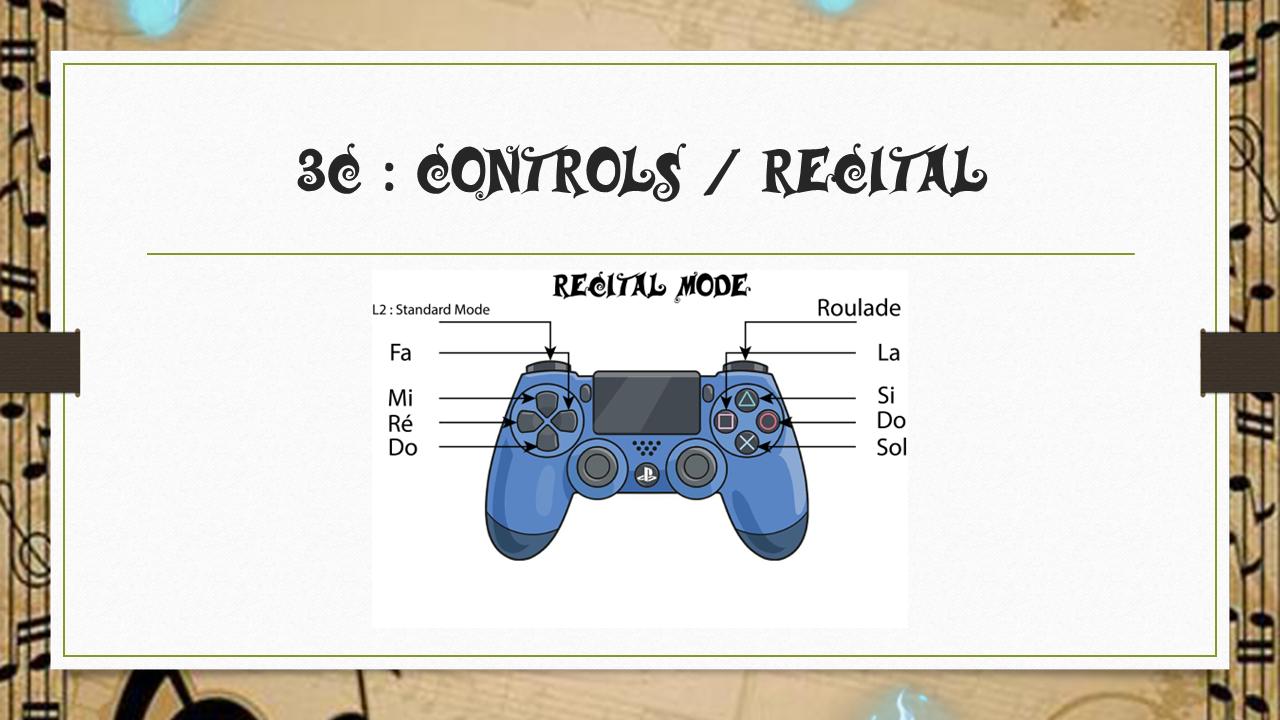 3C : CONTROLS / RECITAL
RECITAL MODE
L2 : Standard Mode
Roulade
Fa
La
Mi
Si
Ré
Do
Do
Sol